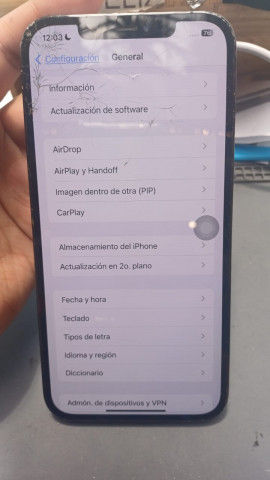 12:03
Configuración
General
Información
Actualización de software
AirDrop
AirPlay y Handoff
Imagen dentro de otra (PIP)
CarPlay
Almacenamiento del iPhone
Actualización en 2o. plano
Fecha y hora
Teclado
Tipos de letra
Idioma y región
Diccionario
Admón. de dispositivos y VPN